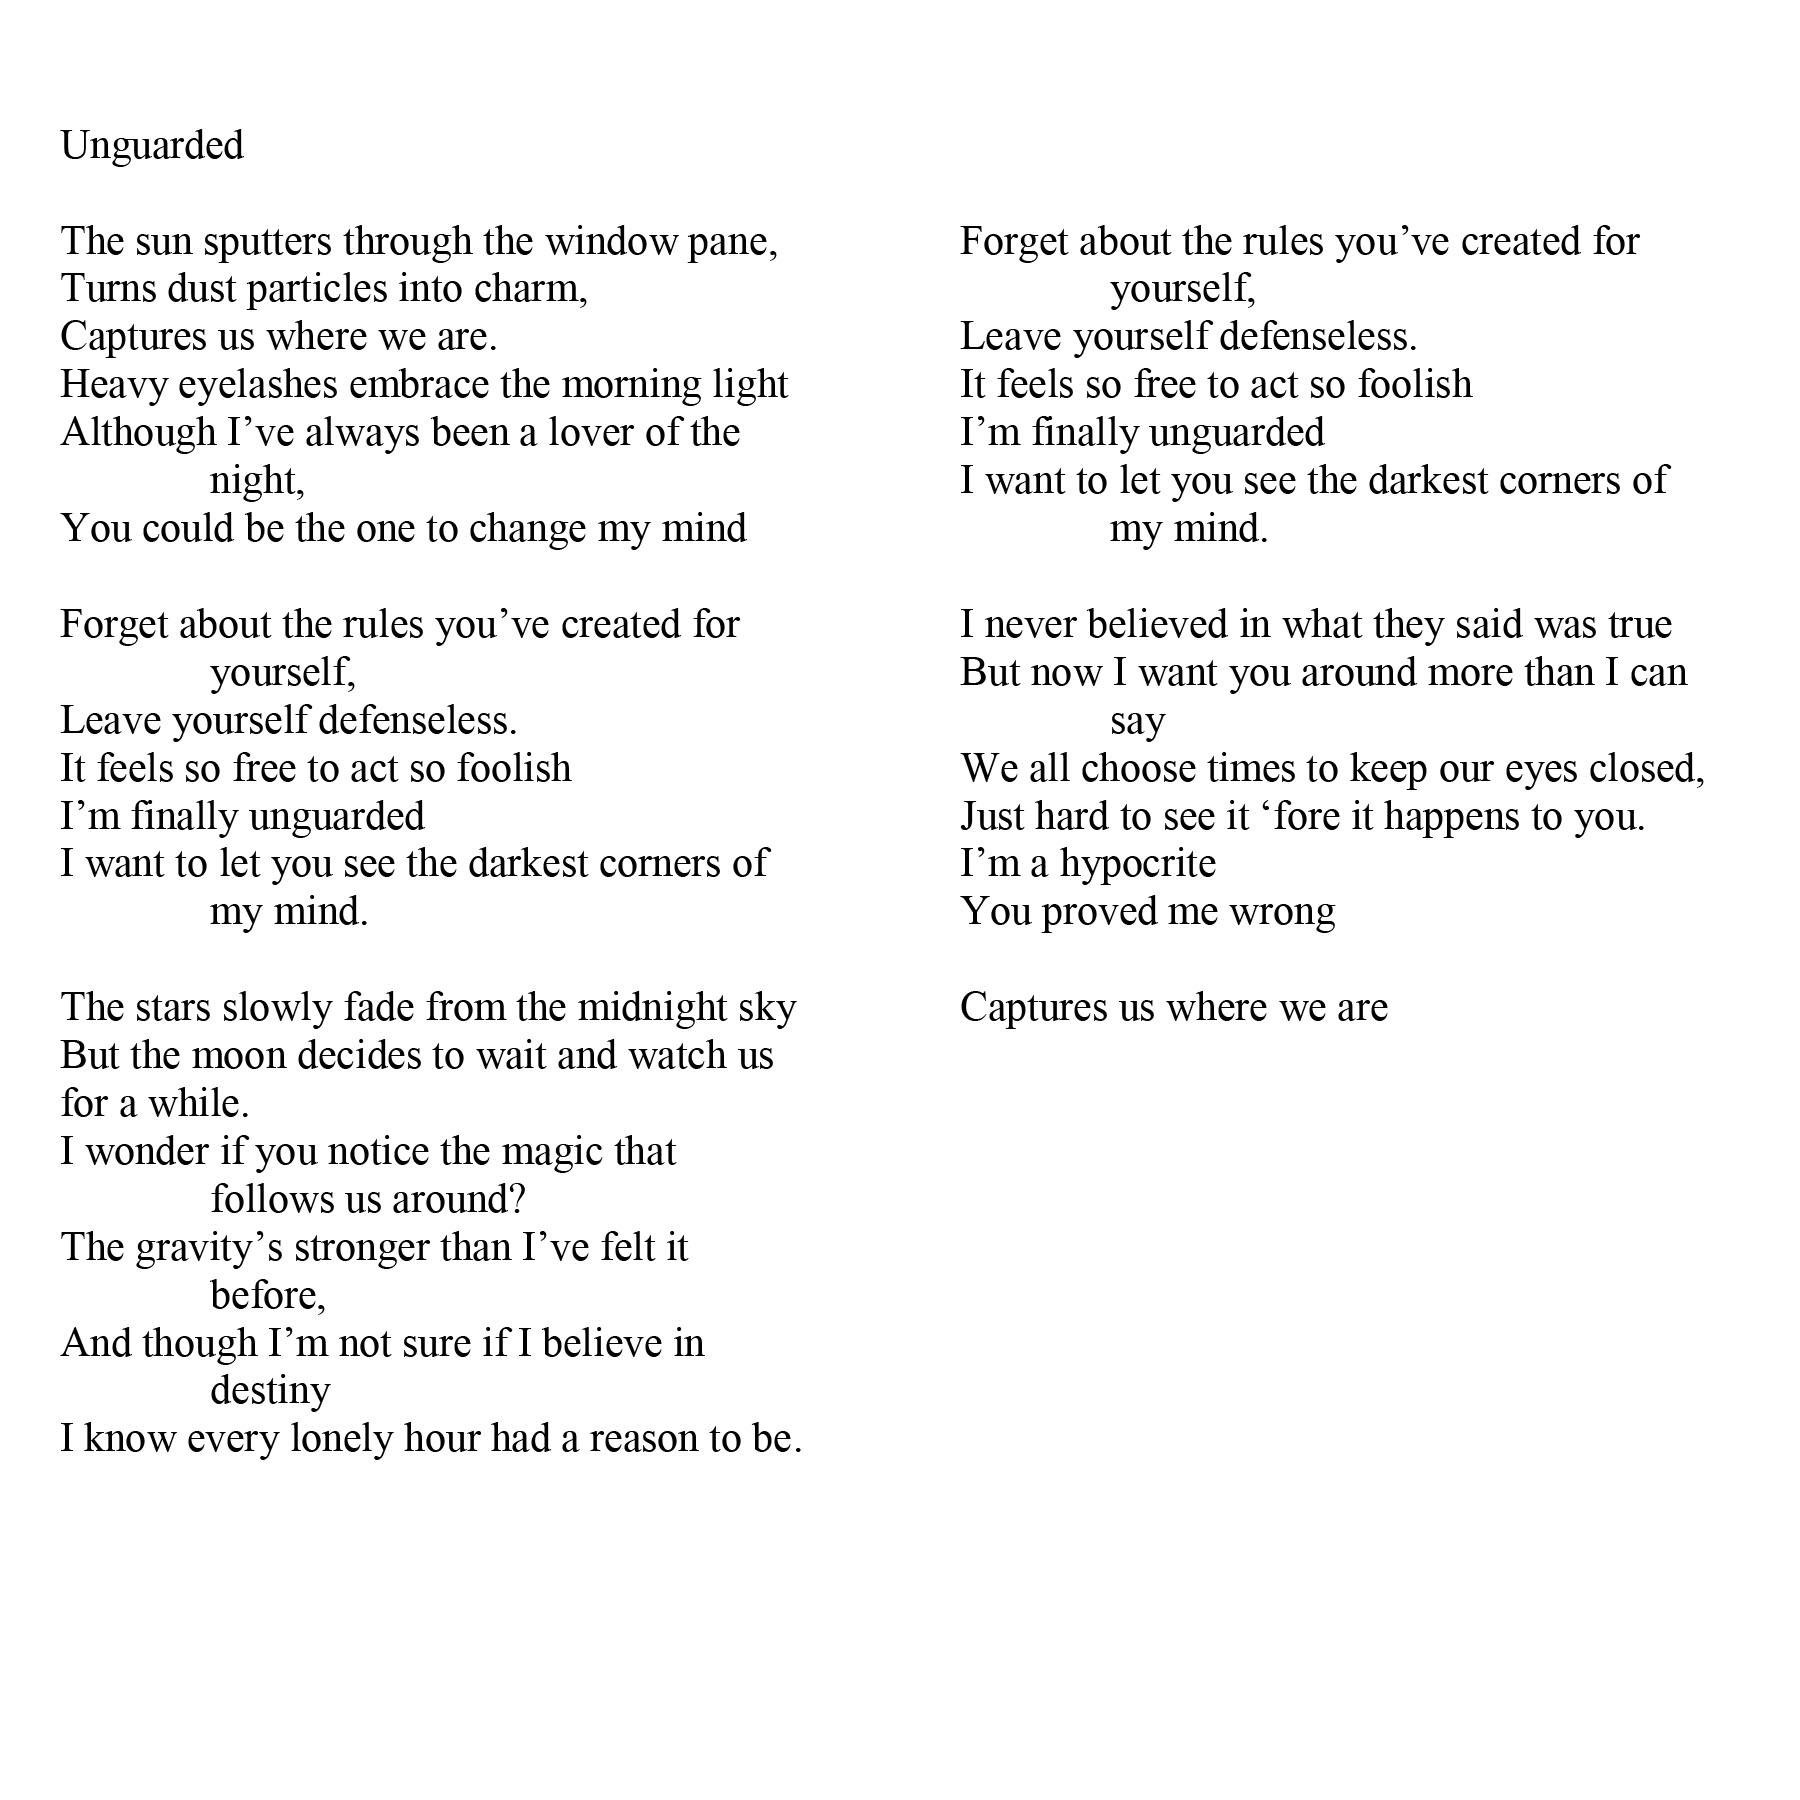 Unguarded
The sun sputters through the window pane,
Turns dust particles into charm,
Captures us where we are.
Heavy eyelashes embrace the morning light
Although I’ve always been a lover of the
night,
You could be the one to change my mind
Forget about the rules you’ve created for
yourself,
Leave yourself defenseless.
It feels so free to act so foolish
I’m finally unguarded
I want to let you see the darkest corners of
my mind.
The stars slowly fade from the midnight sky
But the moon decides to wait and watch us
for a while.
I wonder if you notice the magic that
follows us around?
The gravity’s stronger than I’ve felt it
before,
And though I’m not sure if I believe in
destiny
I know every lonely hour had a reason to be.
Forget about the rules you’ve created for
yourself,
Leave yourself defenseless.
It feels so free to act so foolish
I’m finally unguarded
I want to let you see the darkest corners of
my mind.
I never believed in what they said was true
But now I want you around more than I can
say
We all choose times to keep our eyes closed,
Just hard to see it ‘fore it happens to you.
I’m a hypocrite
You proved me wrong
Captures us where we are